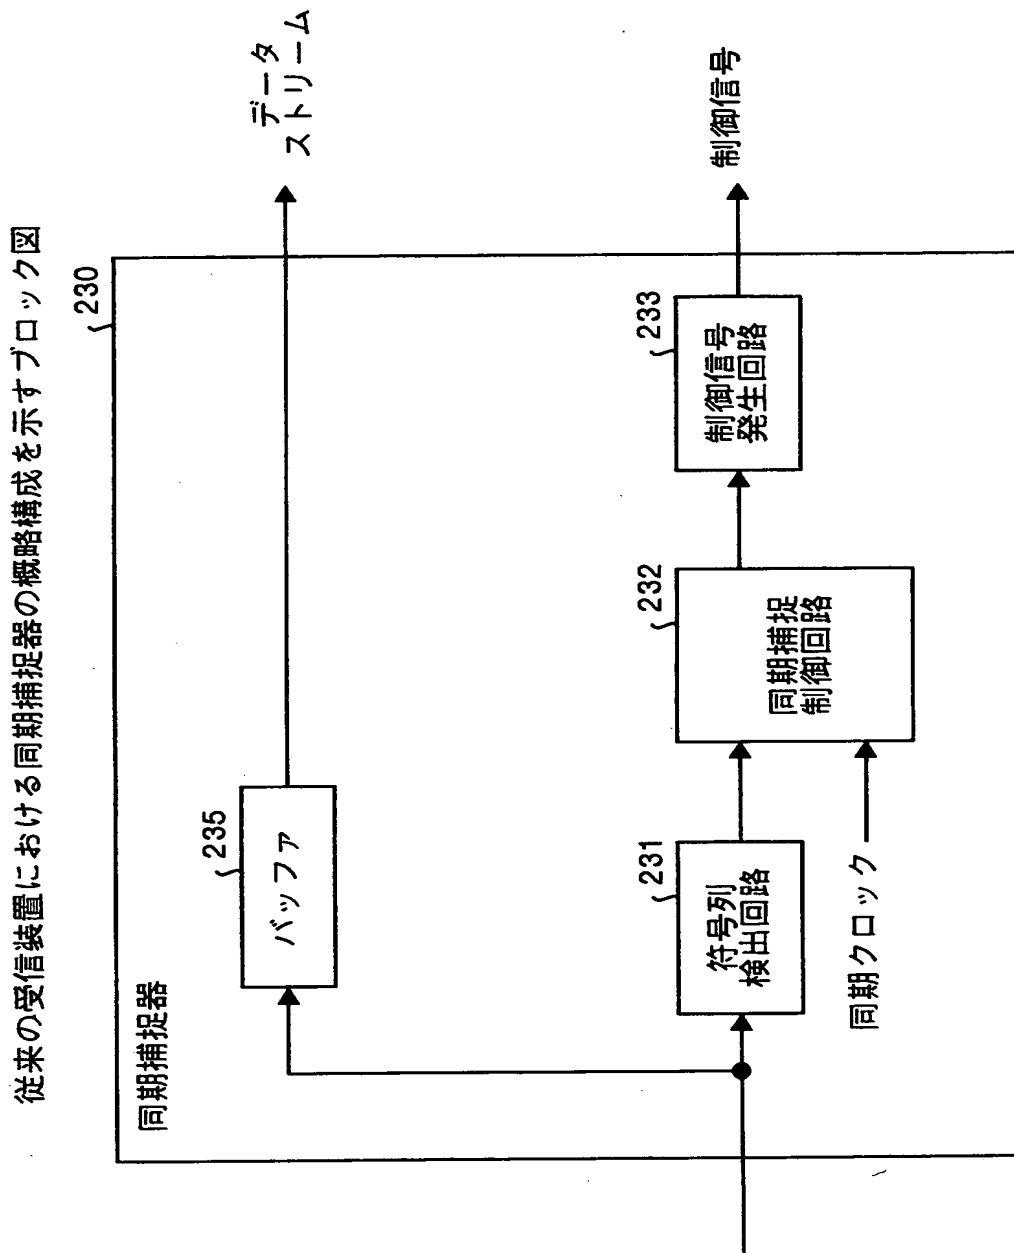 従来の受信装置における同期捕捉器の概略構成を示すブロック図
230
同期捕捉器
235
バッファ
データ
ストリーム
231
符号列
検出回路
同期クロック
232
同期捕捉
制御回路
233
制御信号
発生回路
制御信号